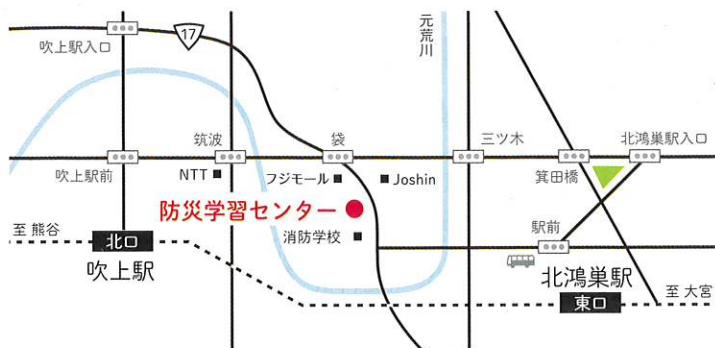 17
元荒川
吹上駅入口
筑波
袋
三ツ木
北鴻巣駅入口
吹上駅前
NTT
フジモール
Joshin
箕田橋
防災学習センター
駅前
至 熊谷
北口
消防学校
吹上駅
北鴻巣駅
至 大宮
東口